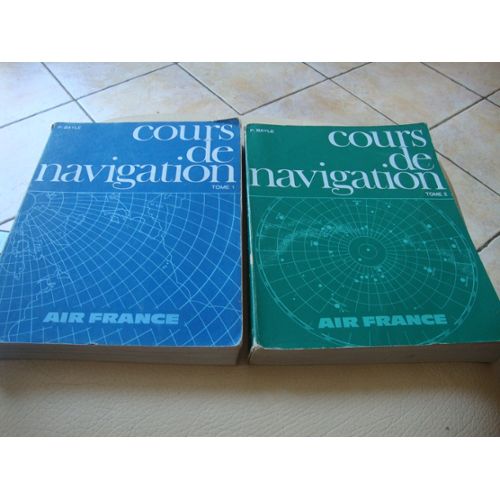 P. BAYLE
cours
de
navigation
TOME 1
AIR FRANCE
P. BAYLE
cours
de
navigation
TOME 2
AIR FRANCE